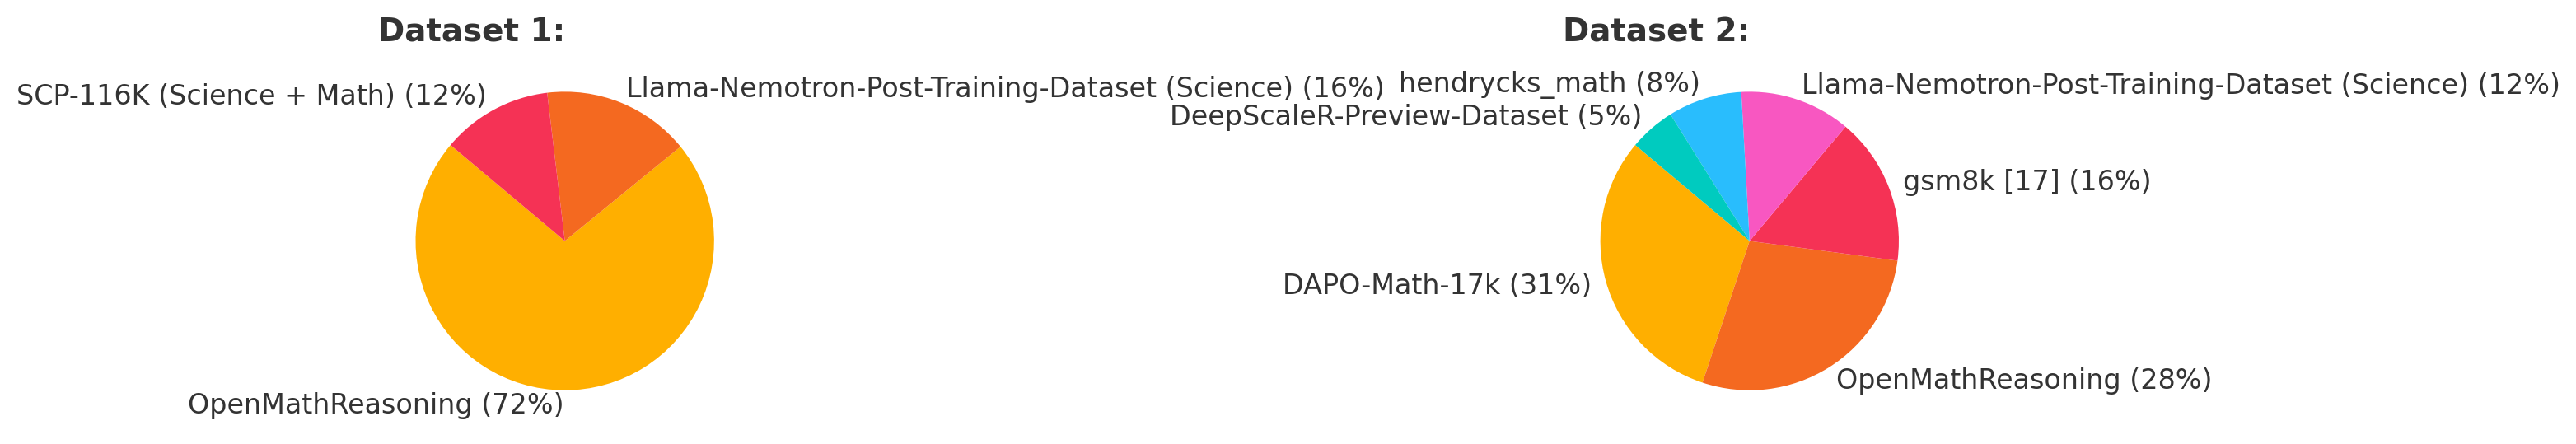 Dataset 1:
SCP-116K (Science + Math) (12%)
Llama-Nemotron-Post-Training-Dataset (Science) (16%)
OpenMathReasoning (72%)
Dataset 2:
hendrycks_math (8%)
Llama-Nemotron-Post-Training-Dataset (Science) (12%)
DeepScaleR-Preview-Dataset (5%)
gsm8k [17] (16%)
DAPO-Math-17k (31%)
OpenMathReasoning (28%)